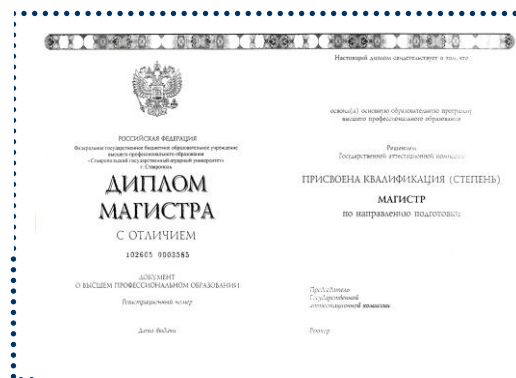 РОССИЙСКАЯ ФЕДЕРАЦИЯ
Федеральное государственное бюджетное образовательное учреждение
высшего профессионального образования
«Ставропольский государственный аграрный университет»
г. Ставрополь
ДИПЛОМ
МАГИСТРА
С ОТЛИЧИЕМ
102605 0003385
ДОКУМЕНТ
О ВЫСШЕМ ПРОФЕССИОНАЛЬНОМ ОБРАЗОВАНИИ
Регистрационный номер
Дата выдачи
Настоящий диплом свидетельствует о том, что
освоил(а) основную образовательную программу
высшего профессионального образования
Решением
Государственной аттестационной комиссии
ПРИСВОЕНА КВАЛИФИКАЦИЯ (СТЕПЕНЬ)
МАГИСТР
по направлению подготовки
Председатель
Государственной
аттестационной комиссии
Ректор